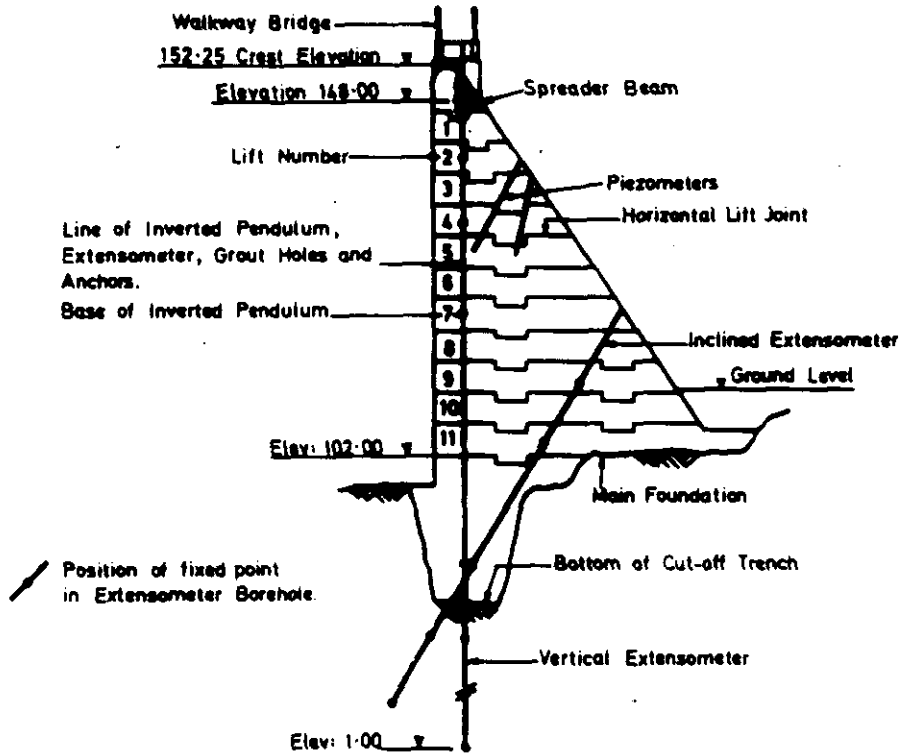 Walkway Bridge
152·25 Crest Elevation
Elevation 148·00
Spreader Beam
1
Lift Number
2
3
Piezometers
4
Horizontal Lift Joint
Line of Inverted Pendulum,
Extensometer, Grout Holes and
Anchors.
5
6
Base of Inverted Pendulum
7
8
Inclined Extensometer
9
Ground Level
10
11
Elev: 102·00
Main Foundation
Position of fixed point
in Extensometer Borehole.
Bottom of Cut-off Trench
Vertical Extensometer
Elev: 1·00